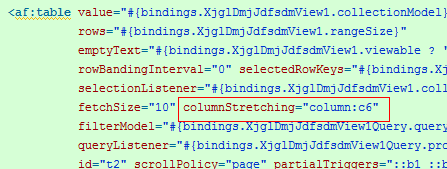 <af:table value="#{bindings.XjglDmjJdfsdmView1.collectionModel}
rows="#{bindings.XjglDmjJdfsdmView1.rangeSize}"
emptyText="#{bindings.XjglDmjJdfsdmView1.viewable ? '
rowBandingInterval="0" selectedRowKeys="#{bindings.Xj
selectionListener="#{bindings.XjglDmjJdfsdmView1.coll
fetchSize="10" columnStretching="column:c6"
filterModel="#{bindings.XjglDmjJdfsdmView1Query.query
queryListener="#{bindings.XjglDmjJdfsdmView1Query.pro
id="t2" scrollPolicy="page" partialTriggers="::b1 ::b